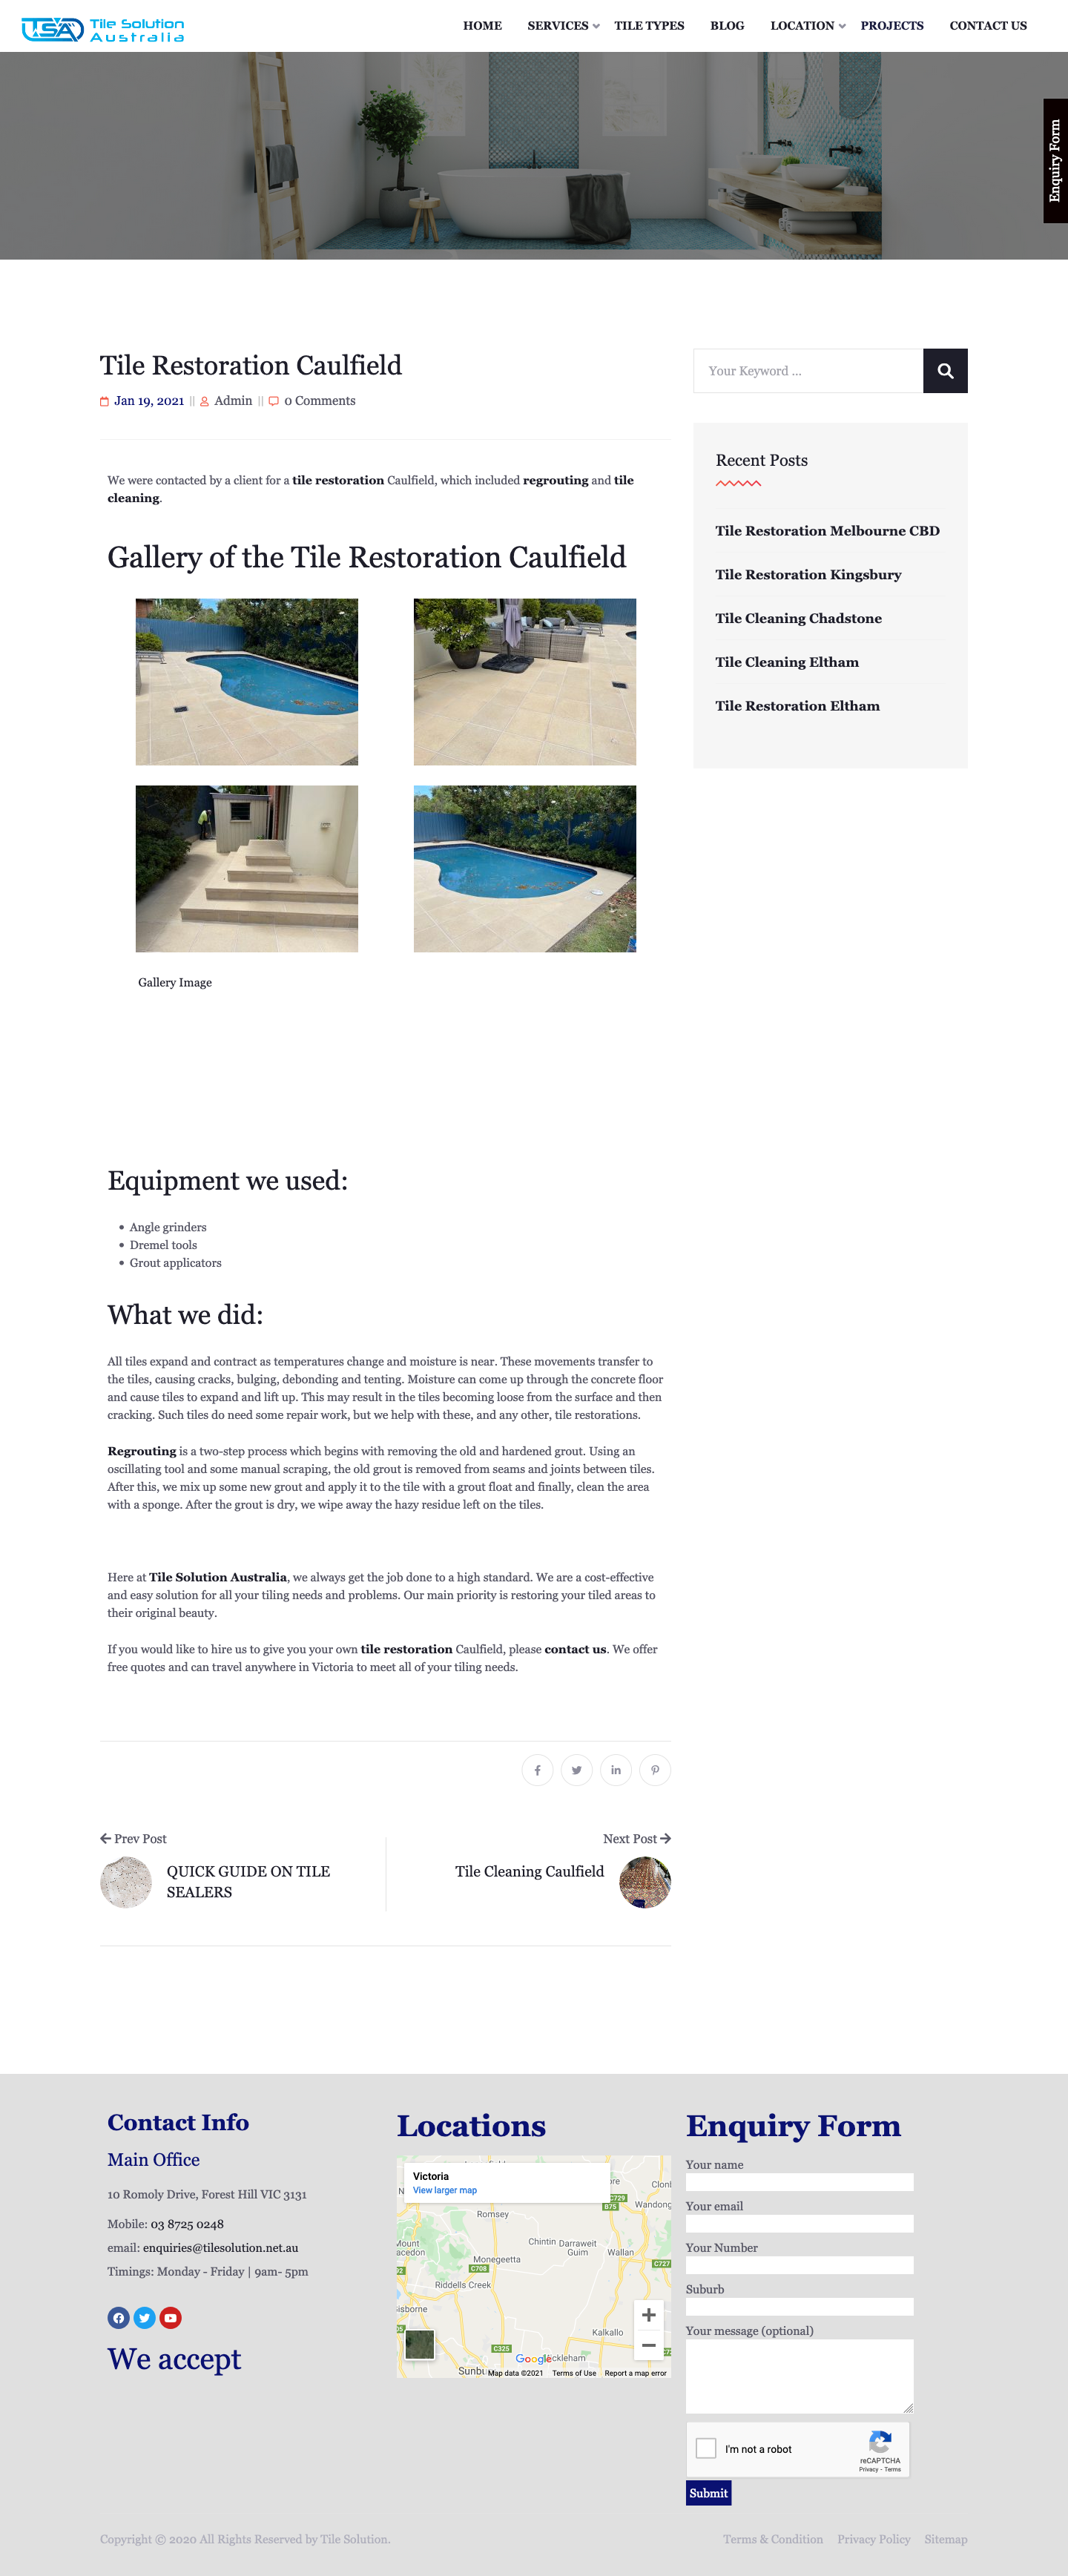 TSA Tile Solution
Australia
HOME SERVICES TILE TYPES BLOG LOCATION PROJECTS CONTACT US
Enquiry Form
Tile Restoration Caulfield
Jan 19, 2021 || Admin || 0 Comments
Your Keyword ...
We were contacted by a client for a tile restoration Caulfield, which included regrouting and tile
cleaning.
Gallery of the Tile Restoration Caulfield
Gallery Image
Recent Posts
Tile Restoration Melbourne CBD
Tile Restoration Kingsbury
Tile Cleaning Chadstone
Tile Cleaning Eltham
Tile Restoration Eltham
Equipment we used:
• Angle grinders
• Dremel tools
• Grout applicators
What we did:
All tiles expand and contract as temperatures change and moisture is near. These movements transfer to
the tiles, causing cracks, bulging, debonding and tenting. Moisture can come up through the concrete floor
and cause tiles to expand and lift up. This may result in the tiles becoming loose from the surface and then
cracking. Such tiles do need some repair work, but we help with these, and any other, tile restorations.
Regrouting is a two-step process which begins with removing the old and hardened grout. Using an
oscillating tool and some manual scraping, the old grout is removed from seams and joints between tiles.
After this, we mix up some new grout and apply it to the tile with a grout float and finally, clean the area
with a sponge. After the grout is dry, we wipe away the hazy residue left on the tiles.
Here at Tile Solution Australia, we always get the job done to a high standard. We are a cost-effective
and easy solution for all your tiling needs and problems. Our main priority is restoring your tiled areas to
their original beauty.
If you would like to hire us to give you your own tile restoration Caulfield, please contact us. We offer
free quotes and can travel anywhere in Victoria to meet all of your tiling needs.
Prev Post
QUICK GUIDE ON TILE
SEALERS
Next Post
Tile Cleaning Caulfield
Contact Info
Main Office
10 Romoly Drive, Forest Hill VIC 3131
Mobile: 03 8725 0248
email: enquiries@tilesolution.net.au
Timings: Monday - Friday | 9am- 5pm
We accept
Locations
Victoria
View larger map
C729
B75
Wandong
Romsey
Mount
acedon
Chintin
Darraweit
Guim
Wallan
Monegeetta
C708
C727
Riddells Creek
isborne
Kalkallo
C325
Mickleham
Google
Sunbu
Map data ©2021 Terms of Use Report a map error
Enquiry Form
Your name
Your email
Your Number
Suburb
Your message (optional)
I'm not a robot
reCAPTCHA
Privacy - Terms
Submit
Copyright © 2020 All Rights Reserved by Tile Solution.
Terms & Condition Privacy Policy Sitemap